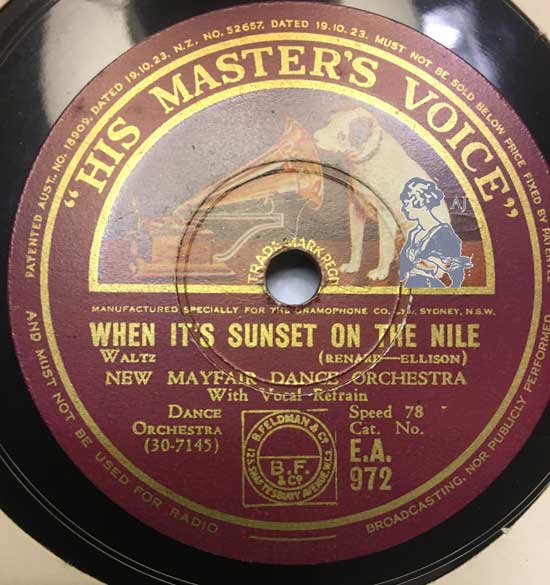 PATENTED AUST. NO. 18909, DATED 19.10.23. N.Z. NO. 52657, DATED 19.10.23. MUST NOT BE SOLD BELOW PRICE FIXED BY PATENTEES
"HIS MASTER'S VOICE"
AJ
TRADE MARK REGD
MANUFACTURED SPECIALLY FOR THE GRAMOPHONE CO. LTD., SYDNEY, N.S.W.
WHEN IT'S SUNSET ON THE NILE
WALTZ (RENARD—ELLISON)
NEW MAYFAIR DANCE ORCHESTRA
With Vocal Refrain
DANCE ORCHESTRA
(30-7145)
B. FELDMAN & CO
B.F.
& CO
125, SHAFTESBURY AVENUE, W.C.2.
Speed 78
Cat. No.
E.A.
972
AND MUST NOT BE USED FOR RADIO BROADCASTING, NOR PUBLICLY PERFORMED